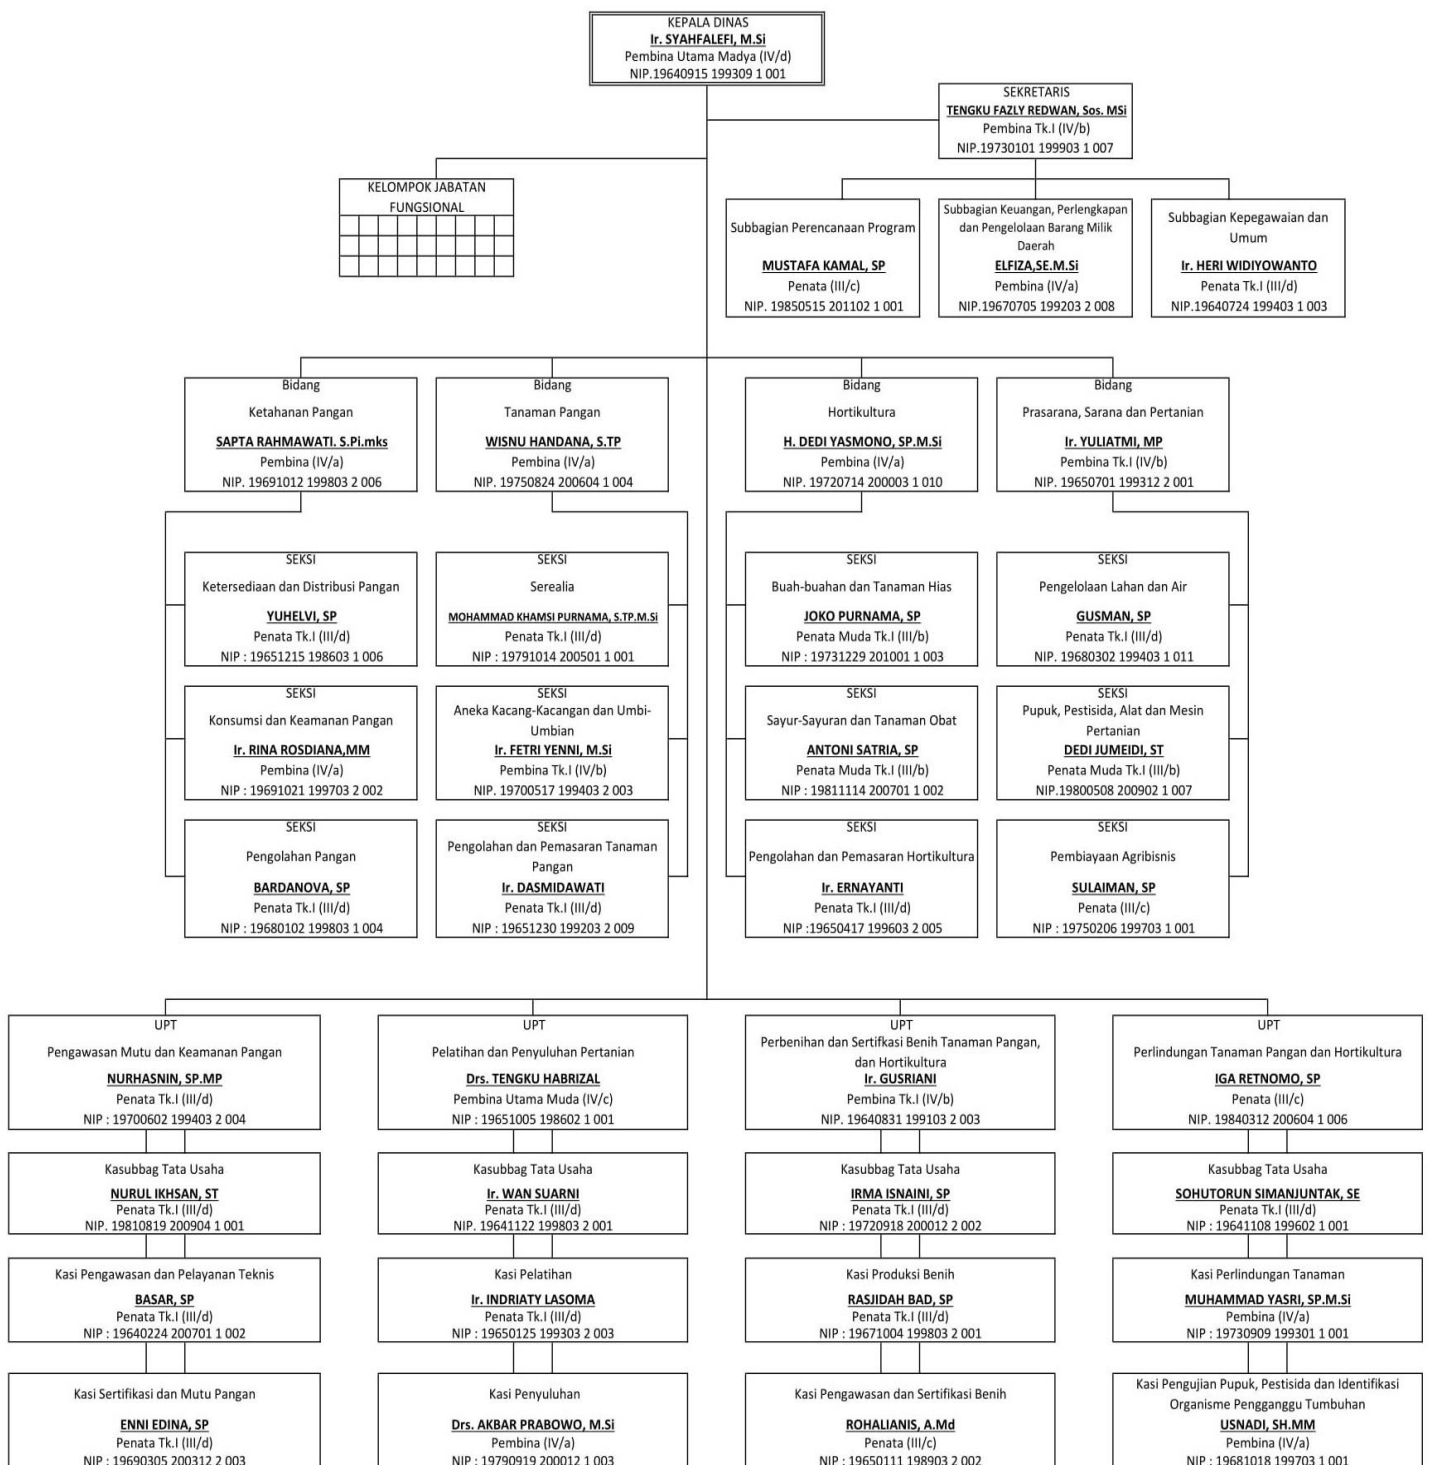 KEPALA DINAS
Ir. SYAHFALEFI, M.Si
Pembina Utama Madya (IV/d)
NIP.19640915 199309 1 001
SEKRETARIS
TENGKU FAZLY REDWAN, Sos. MSi
Pembina Tk.I (IV/b)
NIP.19730101 199903 1 007
KELOMPOK JABATAN
FUNGSIONAL
Subbagian Perencanaan Program
MUSTAFA KAMAL, SP
Penata (III/c)
NIP. 19850515 201102 1 001
Subbagian Keuangan, Perlengkapan
dan Pengelolaan Barang Milik
Daerah
ELFIZA,SE.M.Si
Pembina (IV/a)
NIP.19670705 199203 2 008
Subbagian Kepegawaian dan
Umum
Ir. HERI WIDIYOWANTO
Penata Tk.I (III/d)
NIP.19640724 199403 1 003
Bidang
Ketahanan Pangan
SAPTA RAHMAWATI. S.Pi.mks
Pembina (IV/a)
NIP. 19691012 199803 2 006
Bidang
Tanaman Pangan
WISNU HANDANA, S.TP
Pembina (IV/a)
NIP. 19750824 200604 1 004
Bidang
Hortikultura
H. DEDI YASMONO, SP.M.Si
Pembina (IV/a)
NIP. 19720714 200003 1 010
Bidang
Prasarana, Sarana dan Pertanian
Ir. YULIATMI, MP
Pembina Tk.I (IV/b)
NIP. 19650701 199312 2 001
SEKSI
Ketersediaan dan Distribusi Pangan
YUHELVI, SP
Penata Tk.I (III/d)
NIP : 19651215 198603 1 006
SEKSI
Serealia
MOHAMMAD KHAMSI PURNAMA, S.TP.M.Si
Penata Tk.I (III/d)
NIP : 19791014 200501 1 001
SEKSI
Buah-buahan dan Tanaman Hias
JOKO PURNAMA, SP
Penata Muda Tk.I (III/b)
NIP : 19731229 201001 1 003
SEKSI
Pengelolaan Lahan dan Air
GUSMAN, SP
Penata Tk.I (III/d)
NIP. 19680302 199403 1 011
SEKSI
Konsumsi dan Keamanan Pangan
Ir. RINA ROSDIANA,MM
Pembina (IV/a)
NIP : 19691021 199703 2 002
SEKSI
Aneka Kacang-Kacangan dan Umbi-
Umbian
Ir. FETRI YENNI, M.Si
Pembina Tk.I (IV/b)
NIP. 19700517 199403 2 003
SEKSI
Sayur-Sayuran dan Tanaman Obat
ANTONI SATRIA, SP
Penata Muda Tk.I (III/b)
NIP : 19811114 200701 1 002
SEKSI
Pupuk, Pestisida, Alat dan Mesin
Pertanian
DEDI JUMEIDI, ST
Penata Muda Tk.I (III/b)
NIP.19800508 200902 1 007
SEKSI
Pengolahan Pangan
BARDANOVA, SP
Penata Tk.I (III/d)
NIP : 19680102 199803 1 004
SEKSI
Pengolahan dan Pemasaran Tanaman
Pangan
Ir. DASMIDAWATI
Penata Tk.I (III/d)
NIP : 19651230 199203 2 009
SEKSI
Pengolahan dan Pemasaran Hortikultura
Ir. ERNAYANTI
Penata Tk.I (III/d)
NIP :19650417 199603 2 005
SEKSI
Pembiayaan Agribisnis
SULAIMAN, SP
Penata (III/c)
NIP : 19750206 199703 1 001
UPT
Pengawasan Mutu dan Keamanan Pangan
NURHASNIN, SP.MP
Penata Tk.I (III/d)
NIP : 19700602 199403 2 004
UPT
Pelatihan dan Penyuluhan Pertanian
Drs. TENGKU HABRIZAL
Pembina Utama Muda (IV/c)
NIP : 19651005 198602 1 001
UPT
Perbenihan dan Sertifkasi Benih Tanaman Pangan,
dan Hortikultura
Ir. GUSRIANI
Pembina Tk.I (IV/b)
NIP. 19640831 199103 2 003
UPT
Perlindungan Tanaman Pangan dan Hortikultura
IGA RETNOMO, SP
Penata (III/c)
NIP. 19840312 200604 1 006
Kasubbag Tata Usaha
NURUL IKHSAN, ST
Penata Tk.I (III/d)
NIP. 19810819 200904 1 001
Kasubbag Tata Usaha
Ir. WAN SUARNI
Penata Tk.I (III/d)
NIP. 19641122 199803 2 001
Kasubbag Tata Usaha
IRMA ISNAINI, SP
Penata Tk.I (III/d)
NIP : 19720918 200012 2 002
Kasubbag Tata Usaha
SOHUTORUN SIMANJUNTAK, SE
Penata Tk.I (III/d)
NIP : 19641108 199602 1 001
Kasi Pengawasan dan Pelayanan Teknis
BASAR, SP
Penata Tk.I (III/d)
NIP : 19640224 200701 1 002
Kasi Pelatihan
Ir. INDRIATY LASOMA
Penata Tk.I (III/d)
NIP : 19650125 199303 2 003
Kasi Produksi Benih
RASJIDAH BAD, SP
Penata Tk.I (III/d)
NIP : 19671004 199803 2 001
Kasi Perlindungan Tanaman
MUHAMMAD YASRI, SP.M.Si
Pembina (IV/a)
NIP : 19730909 199301 1 001
Kasi Sertifikasi dan Mutu Pangan
ENNI EDINA, SP
Penata Tk.I (III/d)
NIP : 19690305 200312 2 003
Kasi Penyuluhan
Drs. AKBAR PRABOWO, M.Si
Pembina (IV/a)
NIP : 19790919 200012 1 003
Kasi Pengawasan dan Sertifikasi Benih
ROHALIANIS, A.Md
Penata (III/c)
NIP : 19650111 198903 2 002
Kasi Pengujian Pupuk, Pestisida dan Identifikasi
Organisme Pengganggu Tumbuhan
USNADI, SH.MM
Pembina (IV/a)
NIP : 19681018 199703 1 001